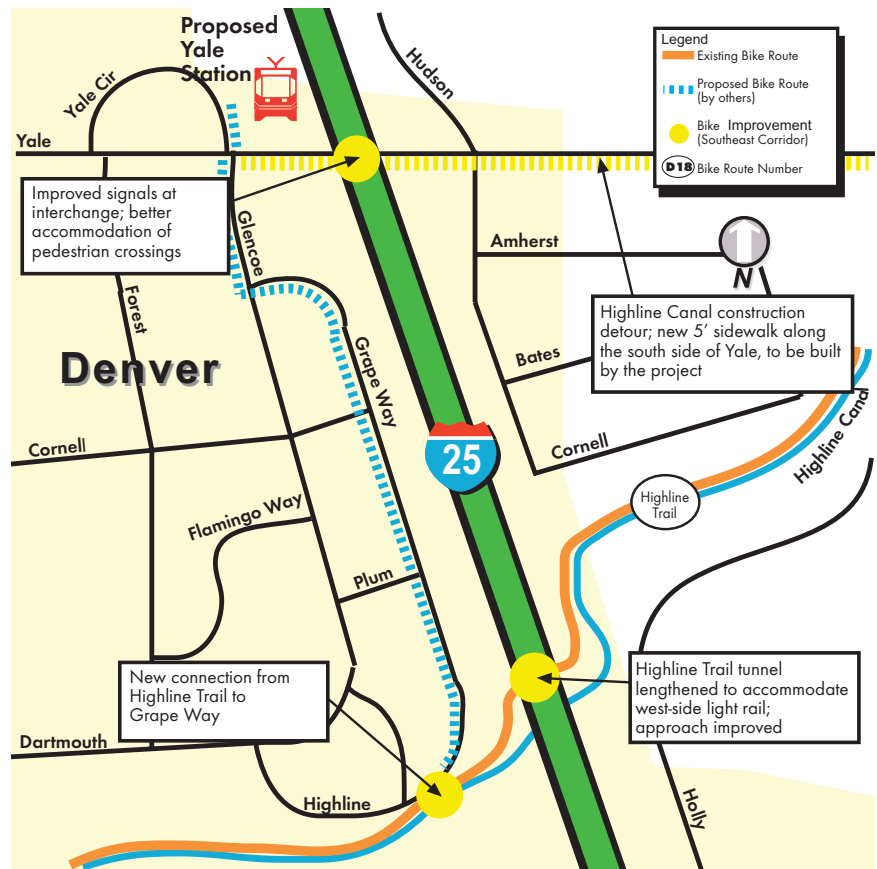 Proposed
Yale
Station
Hudson
Yale Cir
Yale
Legend
Existing Bike Route
Proposed Bike Route
(by others)
Bike Improvement
(Southeast Corridor)
D18 Bike Route Number
Improved signals at
interchange; better
accommodation of
pedestrian crossings
Glencoe
Amherst
N
Forest
Highline Canal construction
detour; new 5’ sidewalk along
the south side of Yale, to be built
by the project
Denver
Grape Way
Bates
Cornell
25
Cornell
Highline Canal
Highline
Trail
Flamingo Way
Plum
New connection from
Highline Trail to
Grape Way
Highline Trail tunnel
lengthened to accommodate
west-side light rail;
approach improved
Dartmouth
Highline
Holly